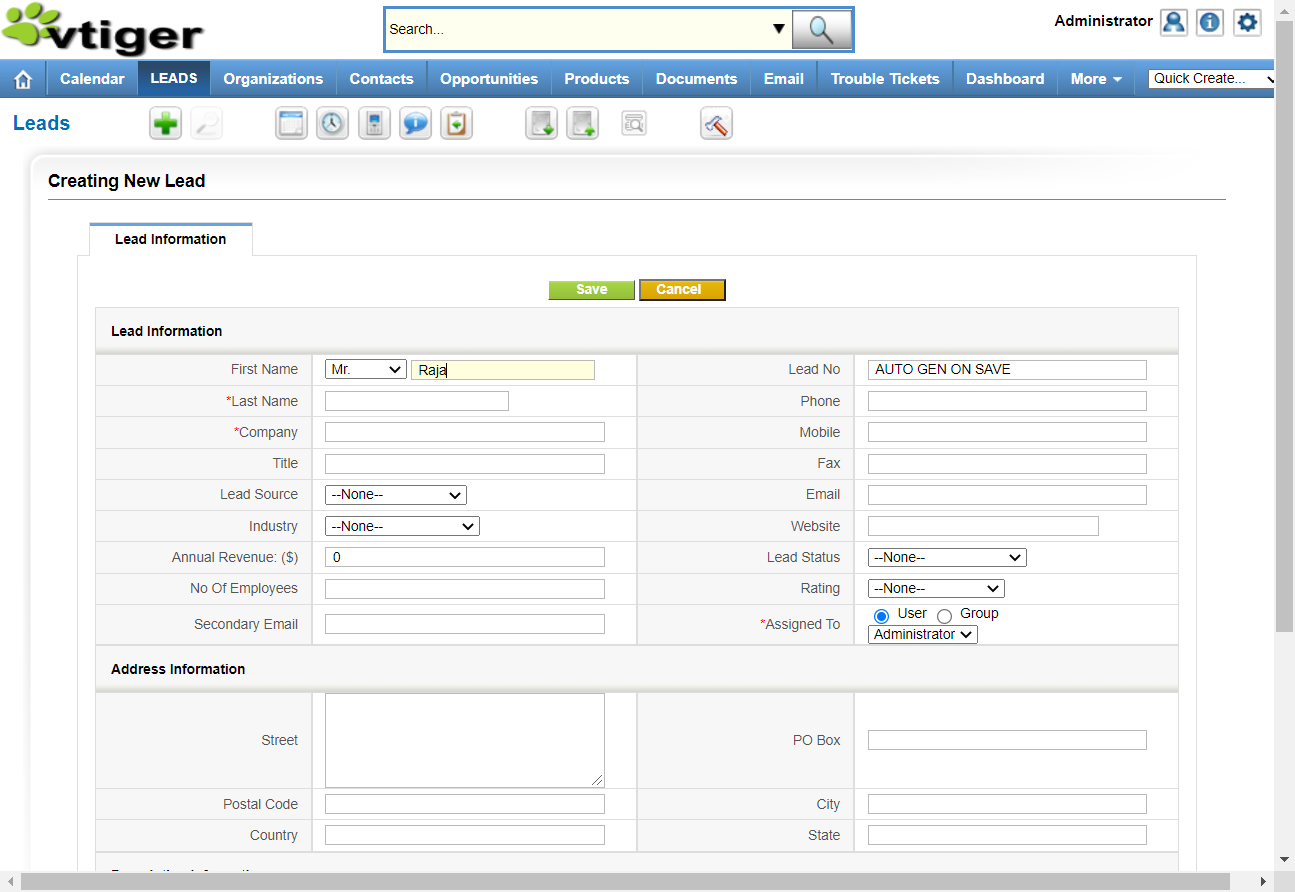 vtiger
Search...
Administrator
Calendar LEADS Organizations Contacts Opportunities Products Documents Email Trouble Tickets Dashboard More Quick Create...
Leads
Creating New Lead
Lead Information
Save Cancel
Lead Information
First Name Mr. Raja Lead No AUTO GEN ON SAVE
*Last Name Phone
*Company Mobile
Title Fax
Lead Source --None-- Email
Industry --None-- Website
Annual Revenue: ($) 0 Lead Status --None--
No Of Employees Rating --None--
Secondary Email *Assigned To User Group
Administrator
Address Information
Street PO Box
Postal Code City
Country State